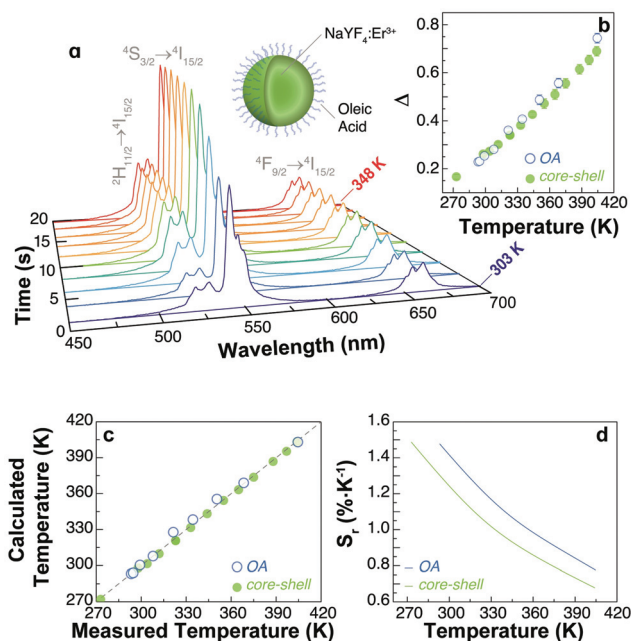 a
⁴S₃/₂→⁴I₁₅/₂
²H₁₁/₂→⁴I₁₅/₂
⁴F₉/₂→⁴I₁₅/₂
NaYF₄:Er³⁺
Oleic
Acid
348 K
303 K
20
15
10
5
0
Time (s)
450
500
550
600
650
700
Wavelength (nm)
b
0.8
0.6
0.4
0.2
Δ
OA
core-shell
270 300 330 360 390 420
Temperature (K)
c
420
390
360
330
300
270
Calculated
Temperature (K)
OA
core-shell
270 300 330 360 390 420
Measured Temperature (K)
d
1.6
1.4
1.2
1.0
0.8
0.6
Sᵣ (%·K⁻¹)
OA
core-shell
270 300 330 360 390 420
Temperature (K)